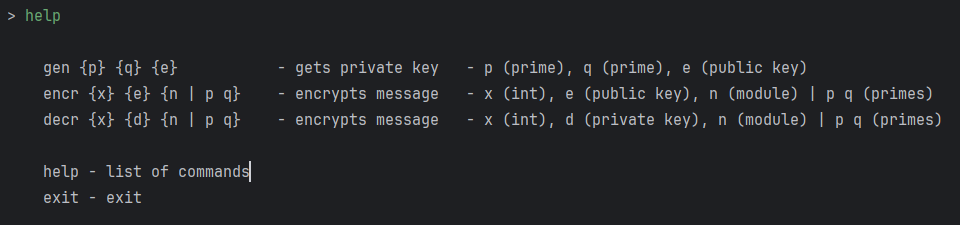 > help
gen {p} {q} {e} - gets private key - p (prime), q (prime), e (public key)
encr {x} {e} {n | p q} - encrypts message - x (int), e (public key), n (module) | p q (primes)
decr {x} {d} {n | p q} - encrypts message - x (int), d (private key), n (module) | p q (primes)
help - list of commands
exit - exit